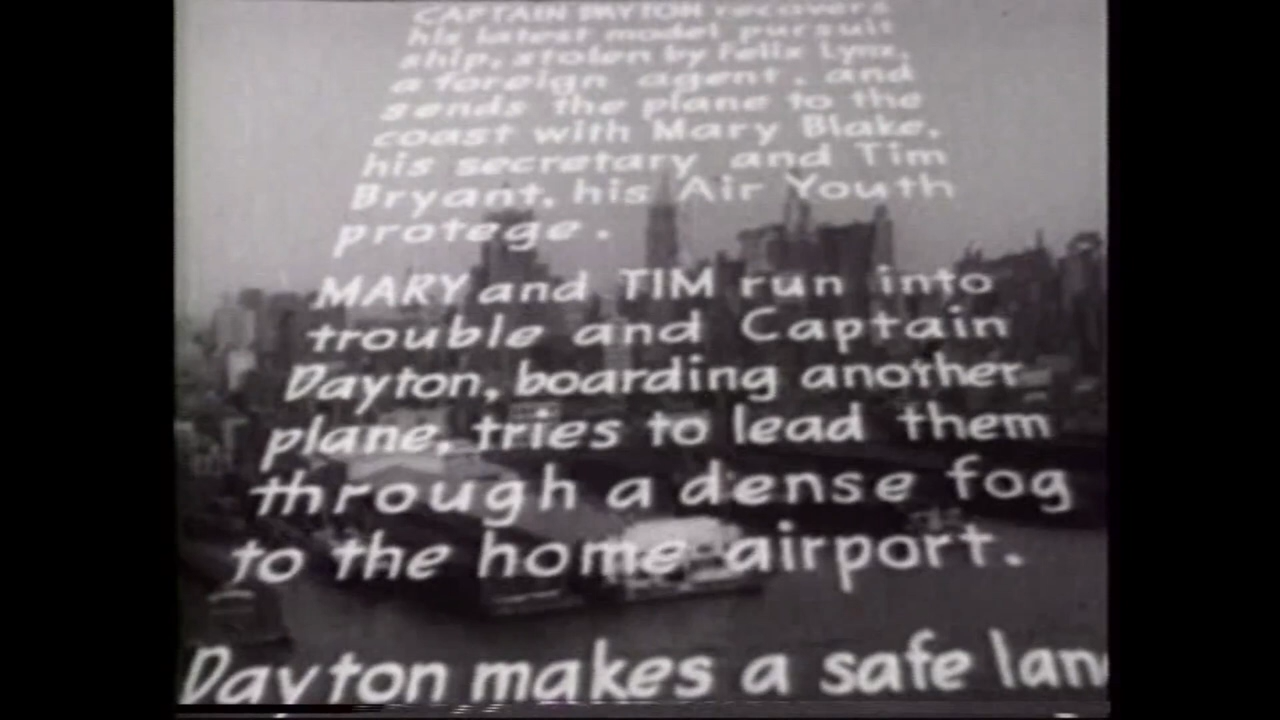 CAPTAIN DAYTON recovers
his latest model pursuit
ship, stolen by Felix Lynx,
a foreign agent, and
sends the plane to the
coast with Mary Blake,
his secretary and Tim
Bryant, his Air Youth
protege.
MARY and TIM run into
trouble and Captain
Dayton, boarding another
plane, tries to lead them
through a dense fog
to the home airport.
Dayton makes a safe lan